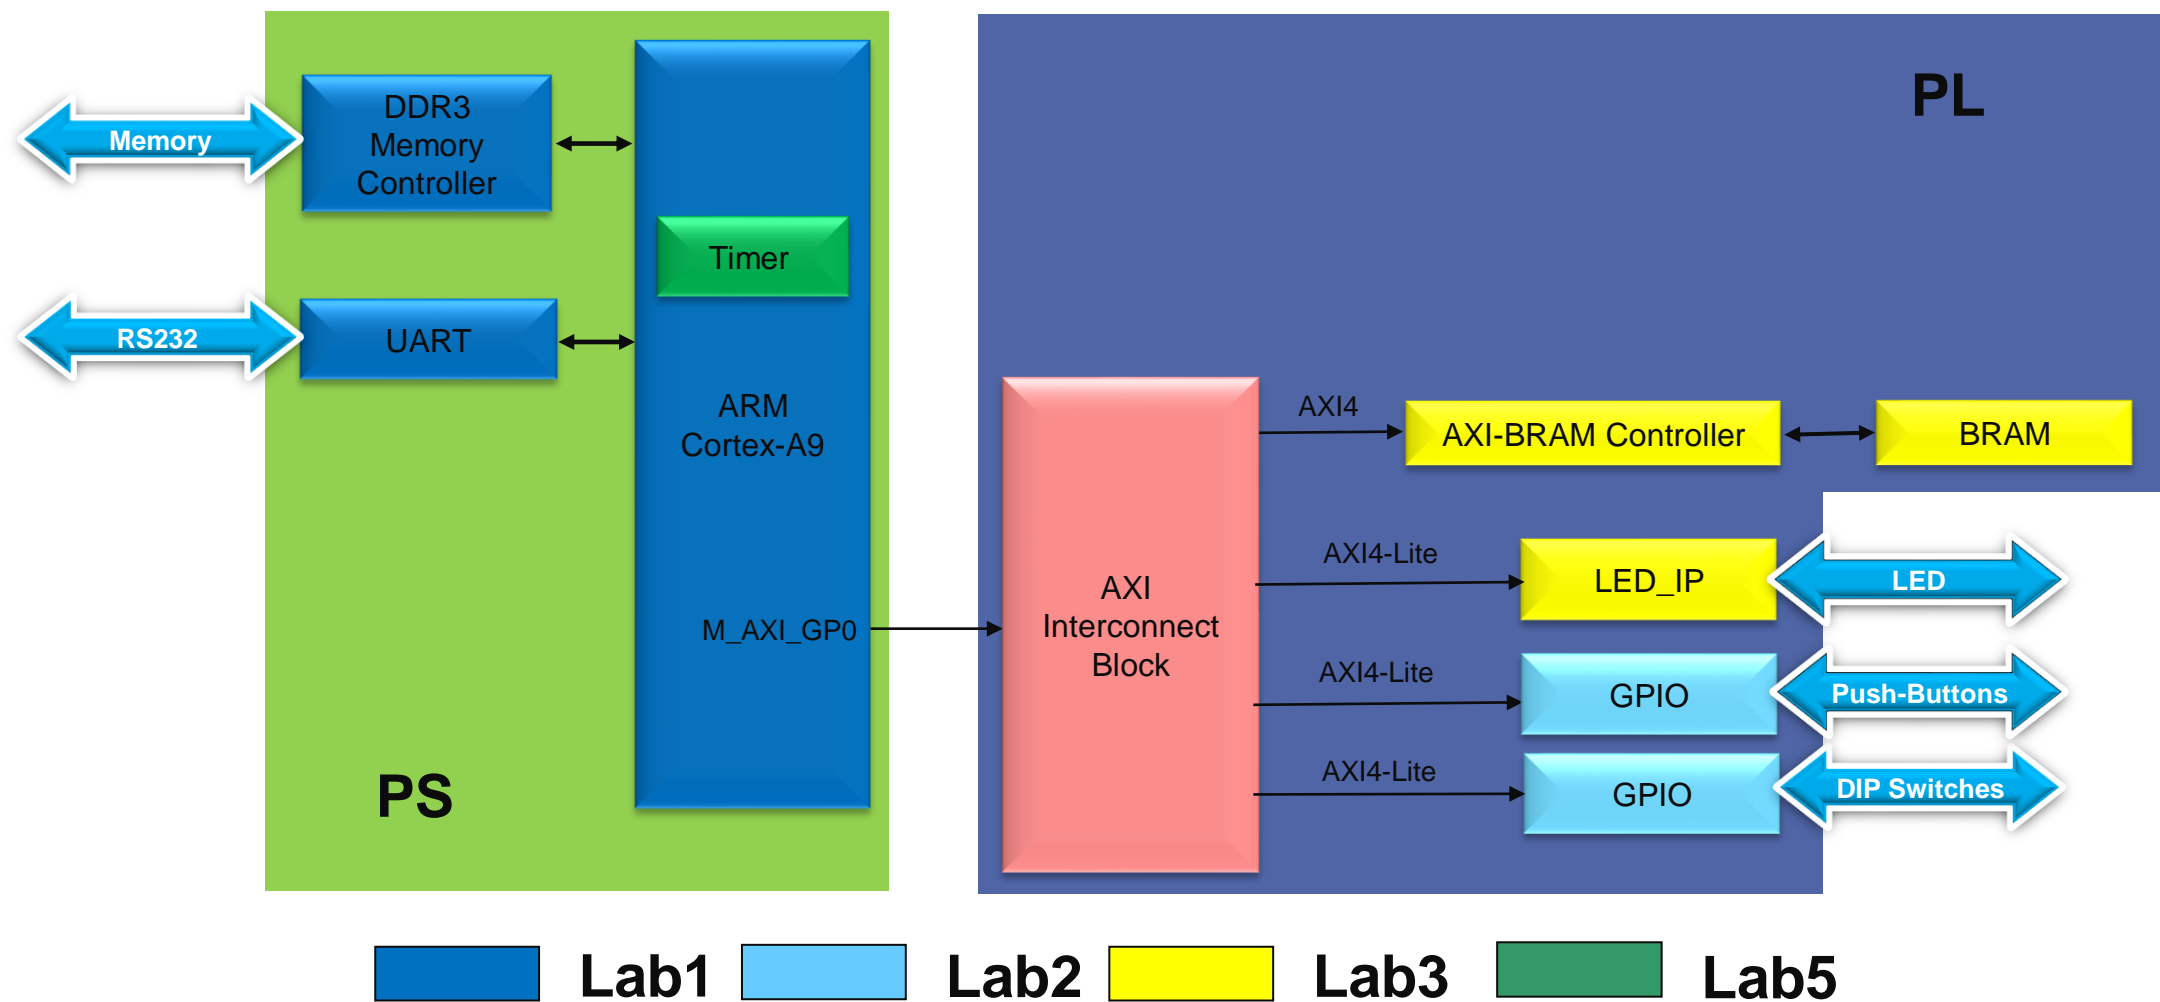 PL
DDR3
Memory
Controller
Memory
Timer
RS232
UART
ARM
Cortex-A9
M_AXI_GP0
PS
AXI
Interconnect
Block
AXI4
AXI-BRAM Controller
BRAM
AXI4-Lite
LED_IP
LED
AXI4-Lite
GPIO
Push-Buttons
AXI4-Lite
GPIO
DIP Switches
Lab1
Lab2
Lab3
Lab5